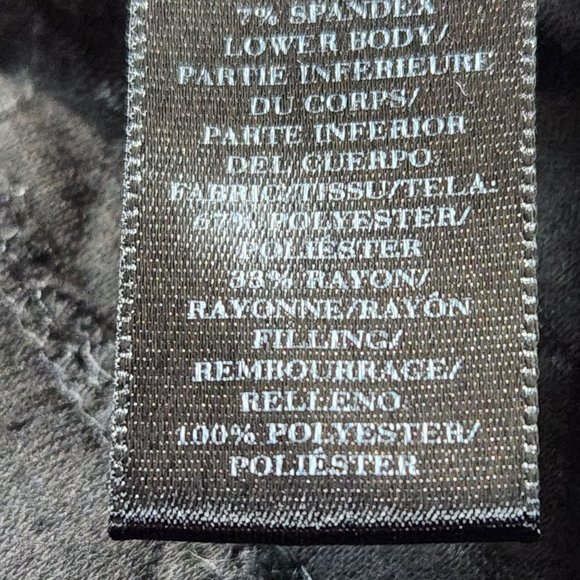 7% SPANDEX
LOWER BODY/
PARTIE INFERIEURE
DU CORPS/
PARTE INFERIOR
DEL CUERPO:
FABRIC/TISSU/TELA:
67% POLYESTER/
POLIÉSTER
33% RAYON/
RAYONNE/RAYÓN
FILLING/
REMBOURRAGE/
RELLENO:
100% POLYESTER/
POLIÉSTER